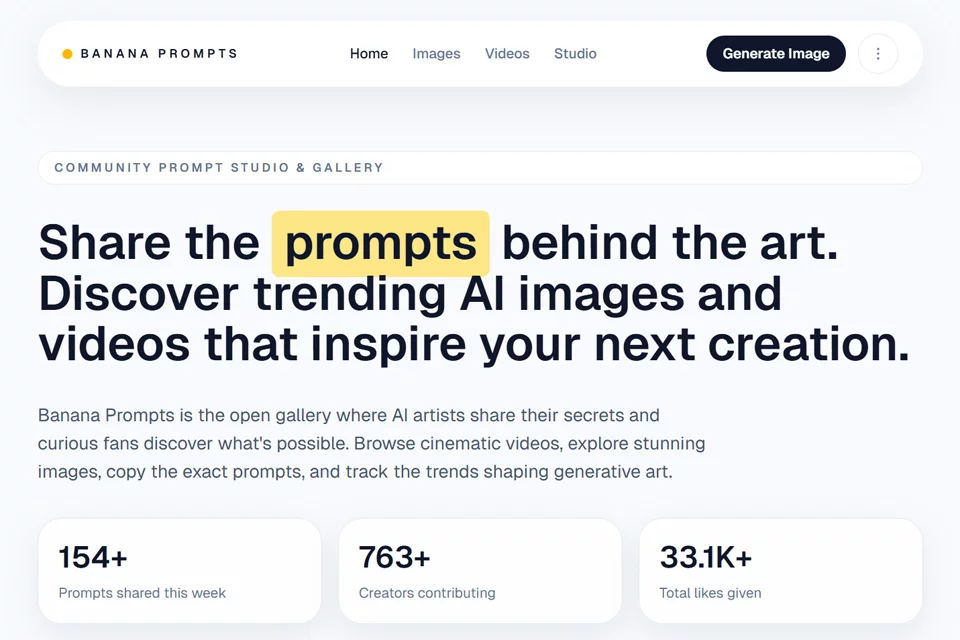 BANANA PROMPTS
Home
Images
Videos
Studio
Generate Image
COMMUNITY PROMPT STUDIO & GALLERY
Share the prompts behind the art.
Discover trending AI images and
videos that inspire your next creation.
Banana Prompts is the open gallery where AI artists share their secrets and
curious fans discover what's possible. Browse cinematic videos, explore stunning
images, copy the exact prompts, and track the trends shaping generative art.
154+
Prompts shared this week
763+
Creators contributing
33.1K+
Total likes given